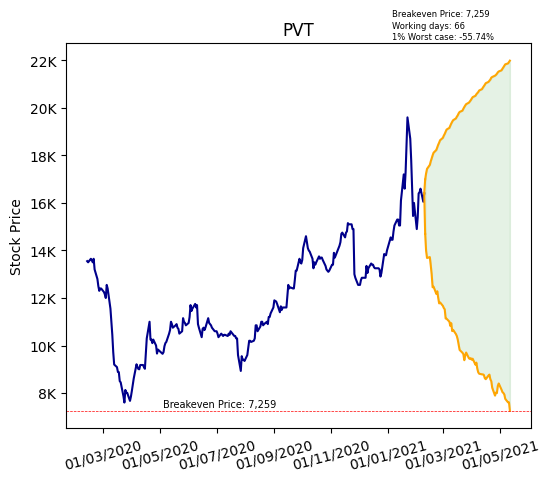 Breakeven Price: 7,259
Working days: 66
1% Worst case: -55.74%
PVT
Stock Price
22K
20K
18K
16K
14K
12K
10K
8K
Breakeven Price: 7,259
01/03/2020
01/05/2020
01/07/2020
01/09/2020
01/11/2020
01/01/2021
01/03/2021
01/05/2021